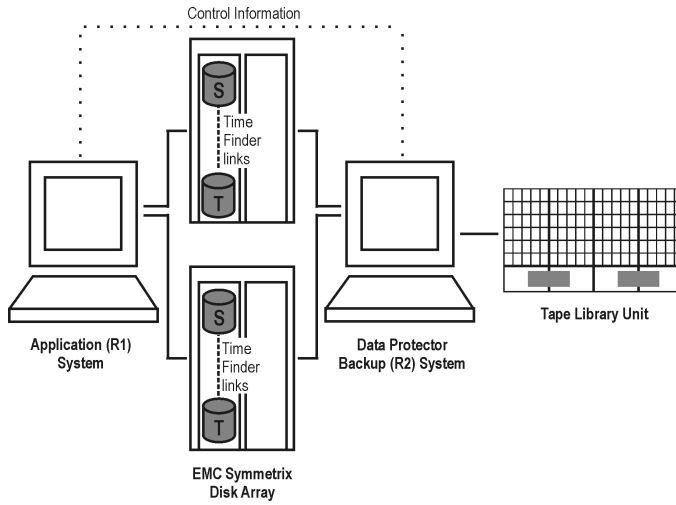 Control Information
S
Time
Finder
links
T
S
Time
Finder
links
T
Application (R1)
System
Data Protector
Backup (R2) System
Tape Library Unit
EMC Symmetrix
Disk Array